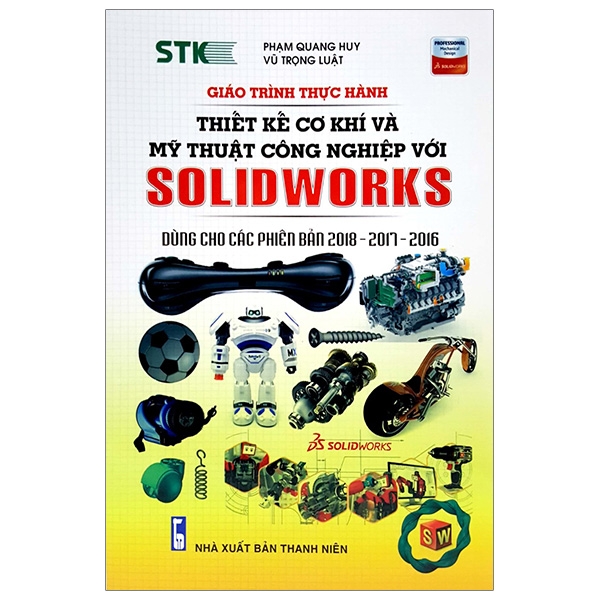 STK
PHẠM QUANG HUY
VŨ TRỌNG LUẬT
PROFESSIONAL
Mechanical
Design
SOLIDWORKS
GIÁO TRÌNH THỰC HÀNH
THIẾT KẾ CƠ KHÍ VÀ
MỸ THUẬT CÔNG NGHIỆP VỚI
SOLIDWORKS
DÙNG CHO CÁC PHIÊN BẢN 2018 - 2017 - 2016
SOLIDWORKS
S W
NHÀ XUẤT BẢN THANH NIÊN